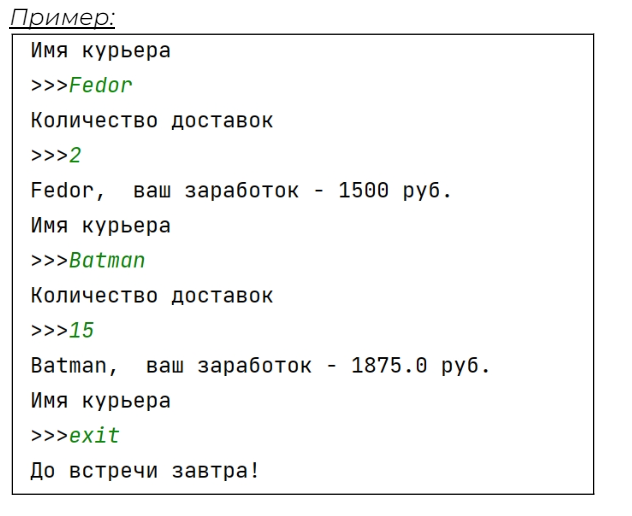 Пример:
Имя курьера
>>>Fedor
Количество доставок
>>>2
Fedor,  ваш заработок - 1500 руб.
Имя курьера
>>>Batman
Количество доставок
>>>15
Batman,  ваш заработок - 1875.0 руб.
Имя курьера
>>>exit
До встречи завтра!